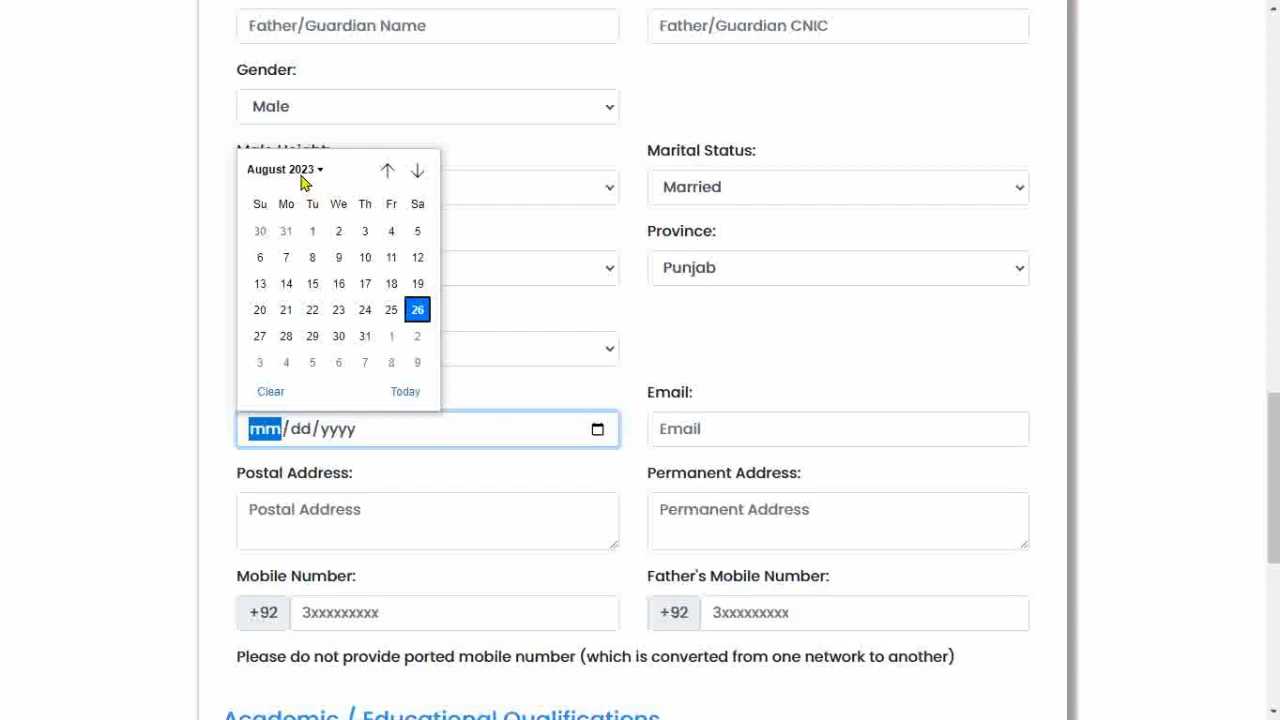 Father/Guardian Name
Father/Guardian CNIC
Gender:
Male
Male Height:
Marital Status:
Married
Province:
Punjab
August 2023
Su Mo Tu We Th Fr Sa
30 31 1 2 3 4 5
6 7 8 9 10 11 12
13 14 15 16 17 18 19
20 21 22 23 24 25 26
27 28 29 30 31 1 2
3 4 5 6 7 8 9
Clear
Today
mm/dd/yyyy
Email:
Email
Postal Address:
Permanent Address:
Postal Address
Permanent Address
Mobile Number:
Father's Mobile Number:
+92 3xxxxxxxxx
+92 3xxxxxxxxx
Please do not provide ported mobile number (which is converted from one network to another)
Academic / Educational Qualifications